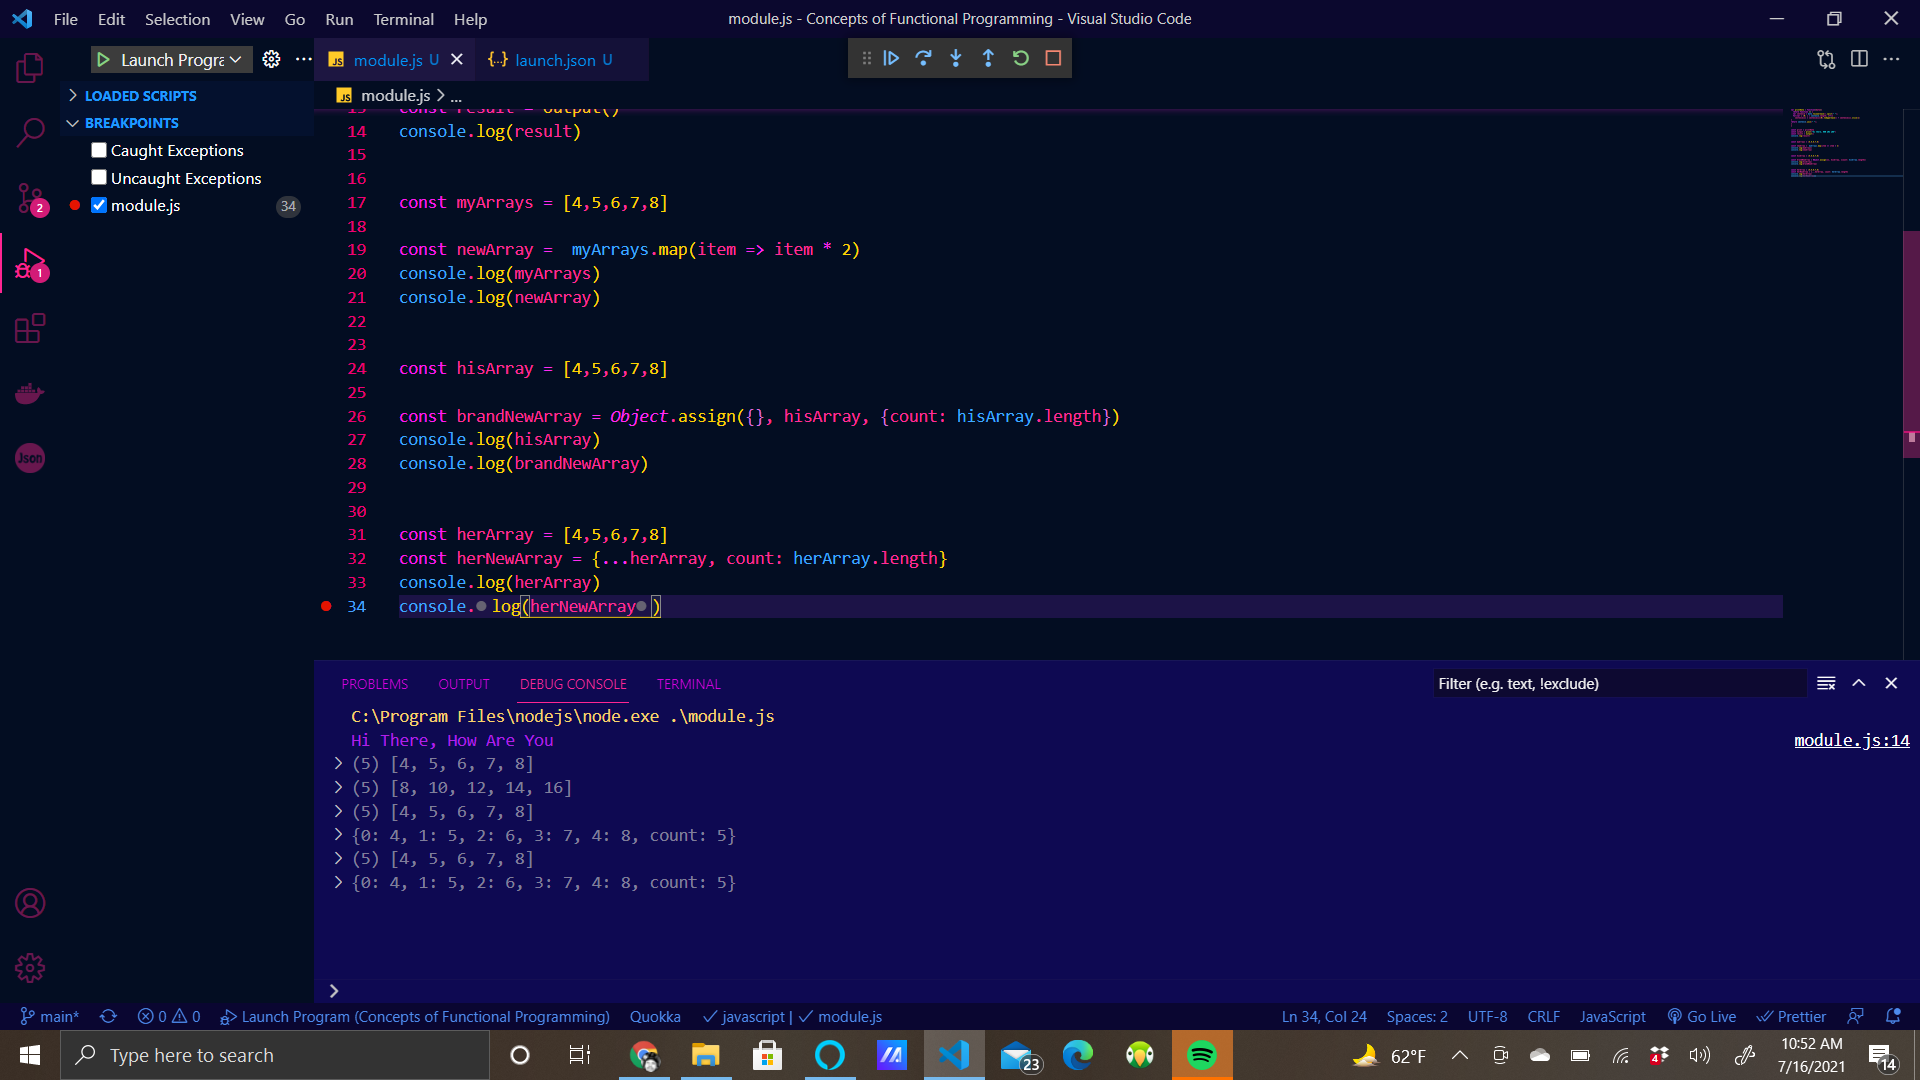 File Edit Selection View Go Run Terminal Help
module.js - Concepts of Functional Programming - Visual Studio Code
Launch Progra
module.js U
{..} launch.json U
LOADED SCRIPTS
BREAKPOINTS
Caught Exceptions
Uncaught Exceptions
module.js 34
2
1
Json
JS module.js > ...
13 const result = output()
14 console.log(result)
15
16
17 const myArrays = [4,5,6,7,8]
18
19 const newArray =  myArrays.map(item => item * 2)
20 console.log(myArrays)
21 console.log(newArray)
22
23
24 const hisArray = [4,5,6,7,8]
25
26 const brandNewArray = Object.assign({}, hisArray, {count: hisArray.length})
27 console.log(hisArray)
28 console.log(brandNewArray)
29
30
31 const herArray = [4,5,6,7,8]
32 const herNewArray = {...herArray, count: herArray.length}
33 console.log(herArray)
34 console.log(herNewArray)
PROBLEMS OUTPUT DEBUG CONSOLE TERMINAL
Filter (e.g. text, !exclude)
C:\Program Files\nodejs\node.exe .\module.js
Hi There, How Are You module.js:14
> (5) [4, 5, 6, 7, 8]
> (5) [8, 10, 12, 14, 16]
> (5) [4, 5, 6, 7, 8]
> {0: 4, 1: 5, 2: 6, 3: 7, 4: 8, count: 5}
> (5) [4, 5, 6, 7, 8]
> {0: 4, 1: 5, 2: 6, 3: 7, 4: 8, count: 5}
>
main* 0 0 Launch Program (Concepts of Functional Programming) Quokka javascript | module.js
Ln 34, Col 24 Spaces: 2 UTF-8 CRLF JavaScript Go Live Prettier
Type here to search
23
62°F
4
10:52 AM
7/16/2021
14